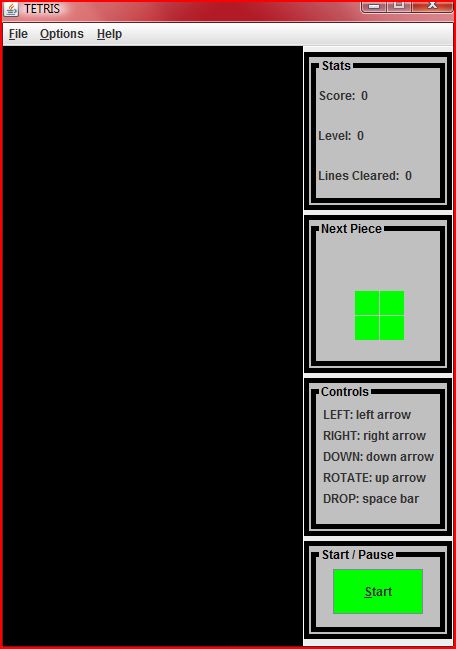 TETRIS
File Options Help
Stats
Score: 0
Level: 0
Lines Cleared: 0
Next Piece
Controls
LEFT: left arrow
RIGHT: right arrow
DOWN: down arrow
ROTATE: up arrow
DROP: space bar
Start / Pause
Start